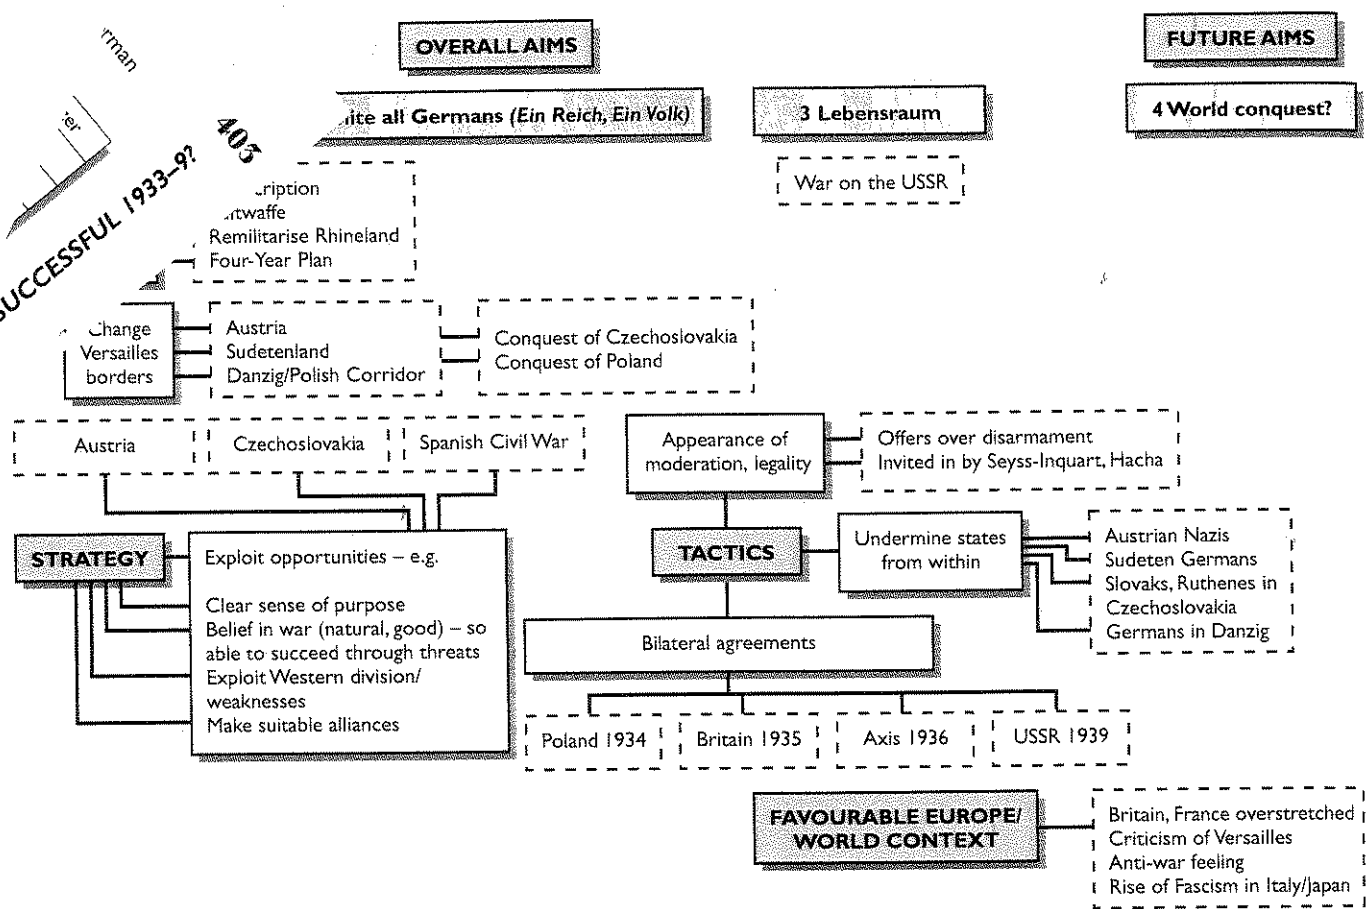 OVERALL AIMS
FUTURE AIMS
all Germans (Ein Reich, Ein Volk)
3 Lebensraum
4 World conquest?
403
SUCCESSFUL 1933–9?
War on the USSR
Remilitarise Rhineland
Four-Year Plan
Change
Versailles
borders
Austria
Sudetenland
Danzig/Polish Corridor
Conquest of Czechoslovakia
Conquest of Poland
Austria
Czechoslovakia
Spanish Civil War
Appearance of
moderation, legality
Offers over disarmament
Invited in by Seyss-Inquart, Hacha
STRATEGY
Exploit opportunities – e.g.
Clear sense of purpose
Belief in war (natural, good) – so
able to succeed through threats
Exploit Western division/
weaknesses
Make suitable alliances
TACTICS
Undermine states
from within
Austrian Nazis
Sudeten Germans
Slovaks, Ruthenes in
Czechoslovakia
Germans in Danzig
Bilateral agreements
Poland 1934
Britain 1935
Axis 1936
USSR 1939
FAVOURABLE EUROPE/
WORLD CONTEXT
Britain, France overstretched
Criticism of Versailles
Anti-war feeling
Rise of Fascism in Italy/Japan